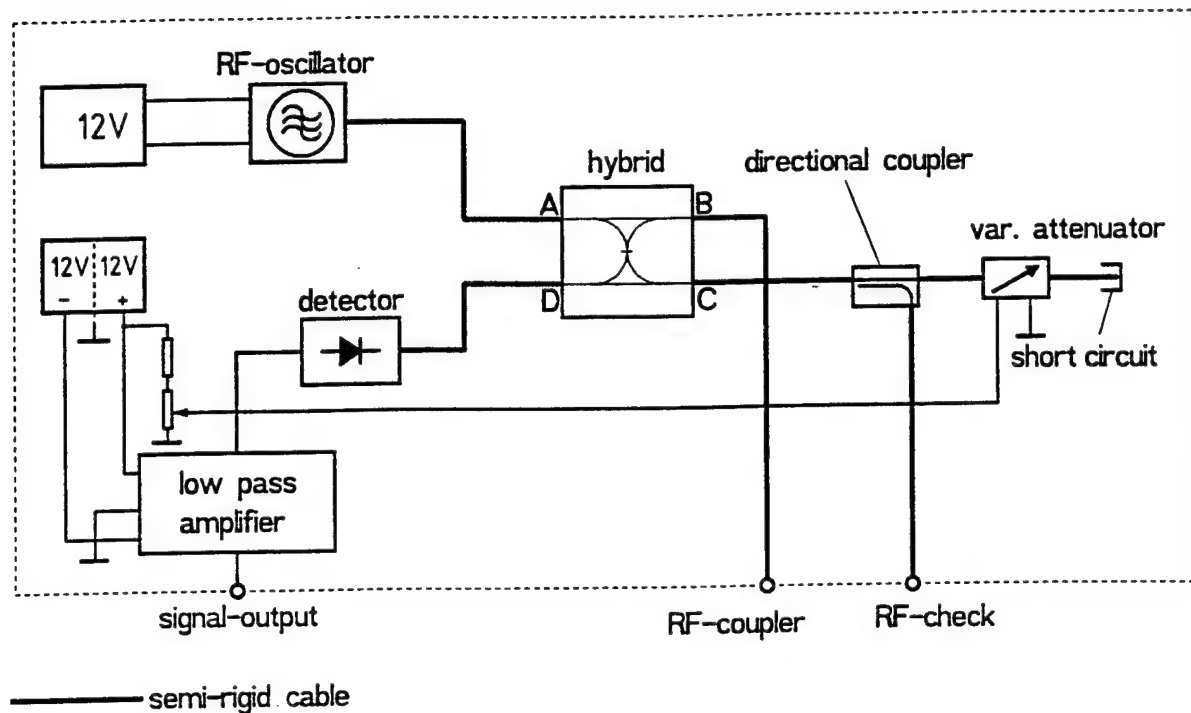 RF-oscillator
12V
hybrid
directional coupler
A
B
var. attenuator
12V 12V
- +
detector
D
C
short circuit
low pass
amplifier
signal-output
RF-coupler
RF-check
semi-rigid cable